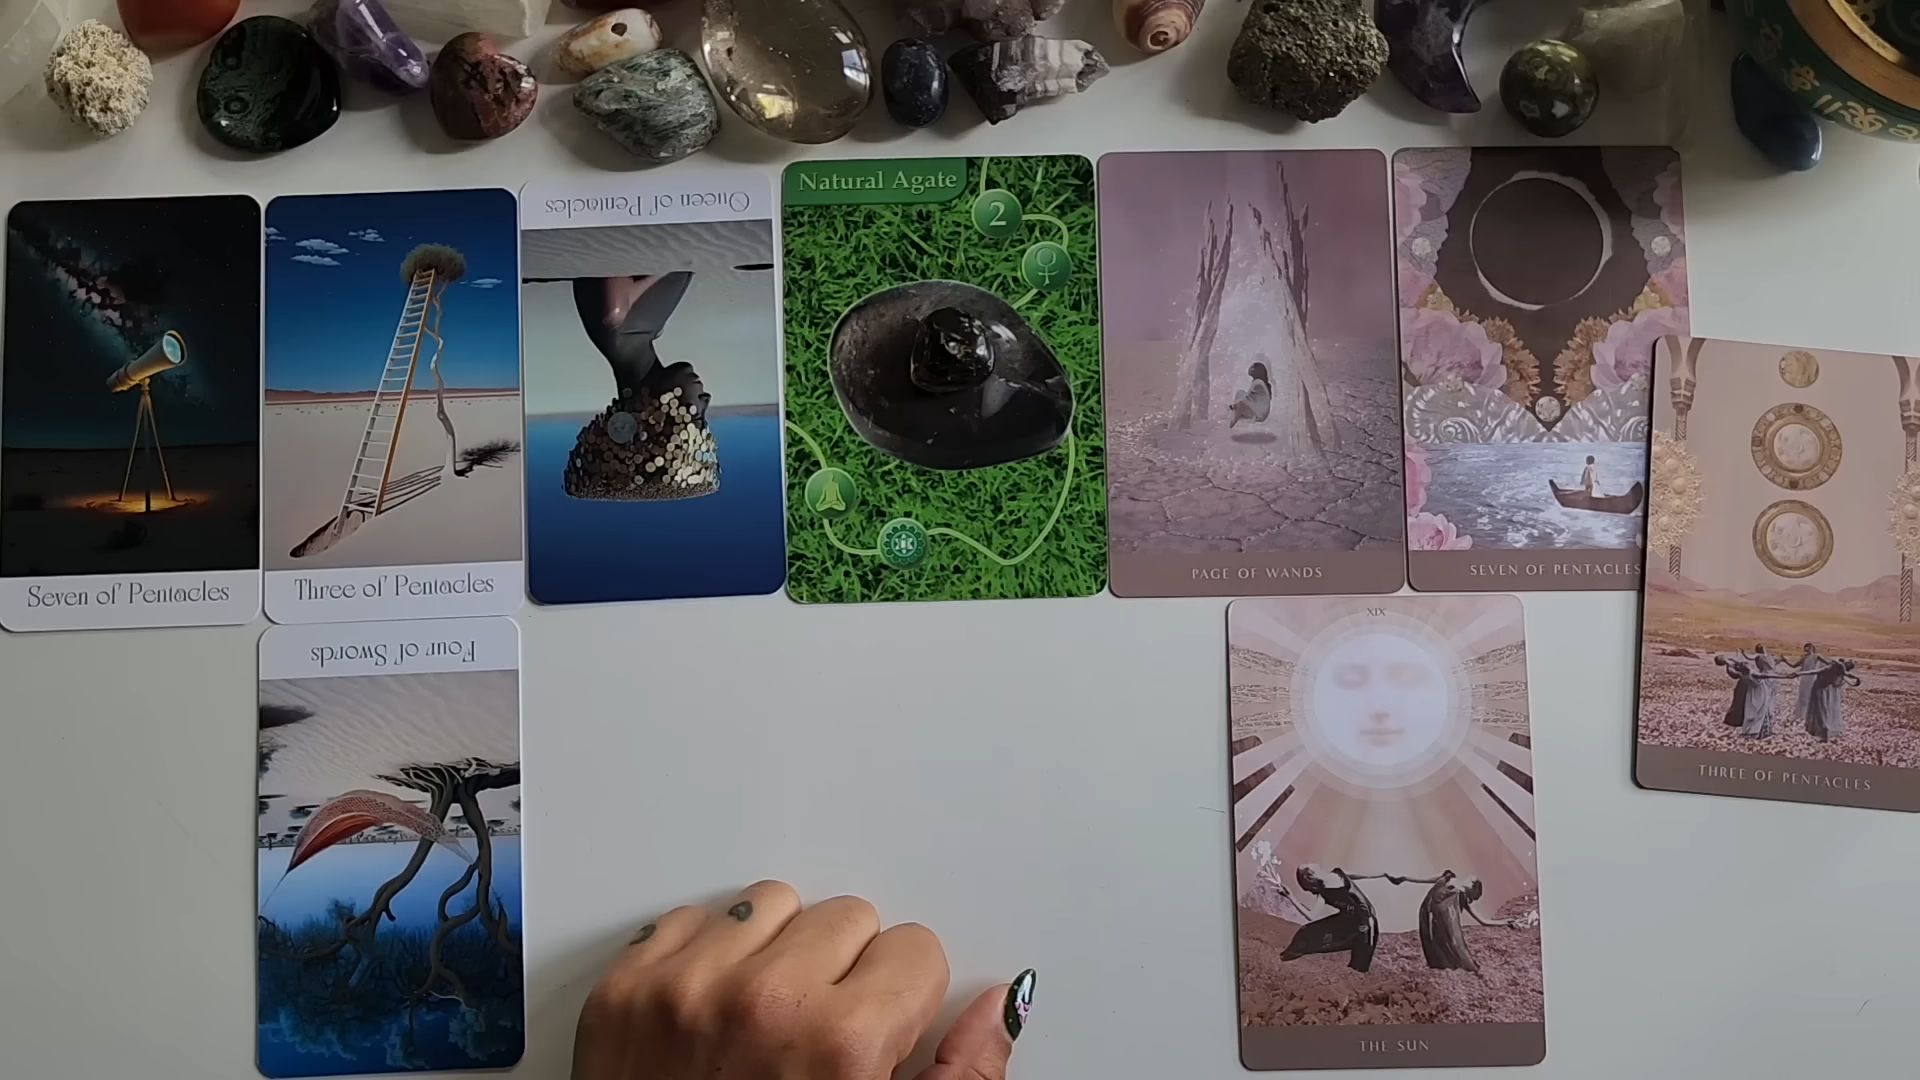 Natural Agate
2
Queen of Pentacles
PAGE OF WANDS
SEVEN OF PENTACLES
Seven of Pentacles
Three of Pentacles
XIX
Four of Swords
THREE OF PENTACLES
THE SUN